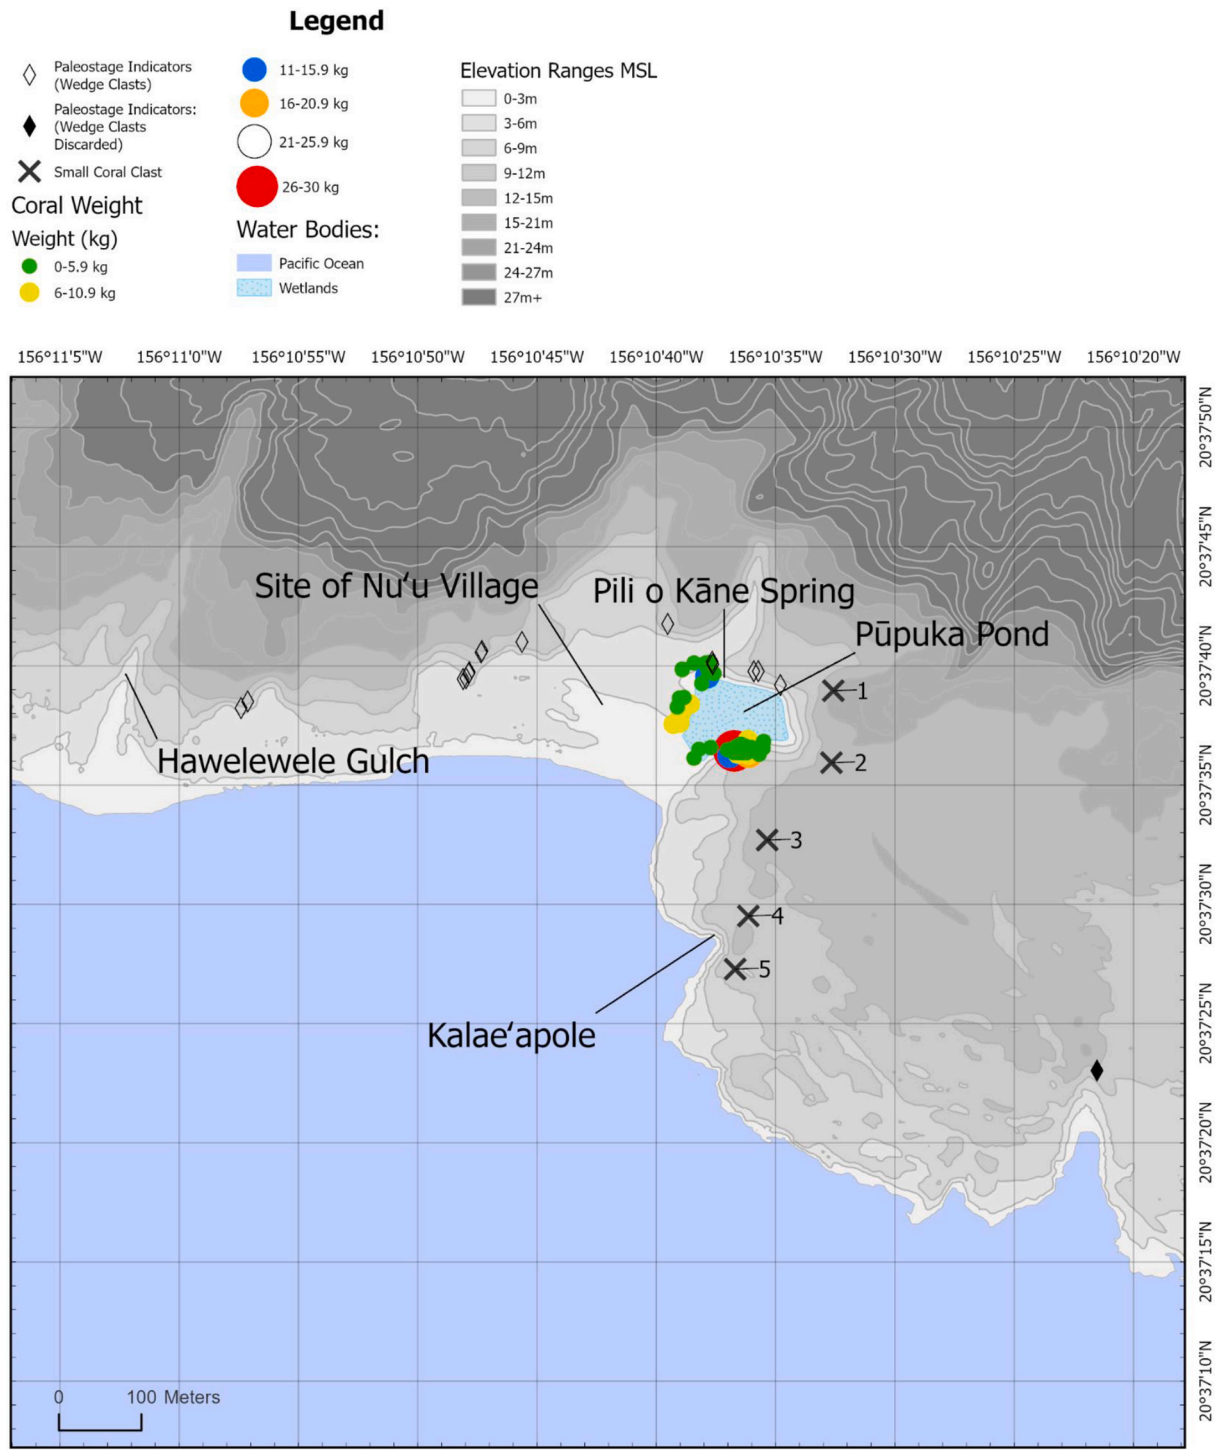 Legend
Paleostage Indicators
(Wedge Clasts)
Paleostage Indicators:
(Wedge Clasts
Discarded)
Small Coral Clast
Coral Weight
Weight (kg)
0-5.9 kg
6-10.9 kg
11-15.9 kg
16-20.9 kg
21-25.9 kg
26-30 kg
Water Bodies:
Pacific Ocean
Wetlands
Elevation Ranges MSL
0-3m
3-6m
6-9m
9-12m
12-15m
15-21m
21-24m
24-27m
27m+
156°11'5"W 156°11'0"W 156°10'55"W 156°10'50"W 156°10'45"W 156°10'40"W 156°10'35"W 156°10'30"W 156°10'25"W 156°10'20"W
20°37'50"N
20°37'45"N
20°37'40"N
20°37'35"N
20°37'30"N
20°37'25"N
20°37'20"N
20°37'15"N
20°37'10"N
Site of Nuʻu Village
Pili o Kāne Spring
Pūpuka Pond
1
Hawelewele Gulch
2
3
4
5
Kalaeʻapole
0 100 Meters